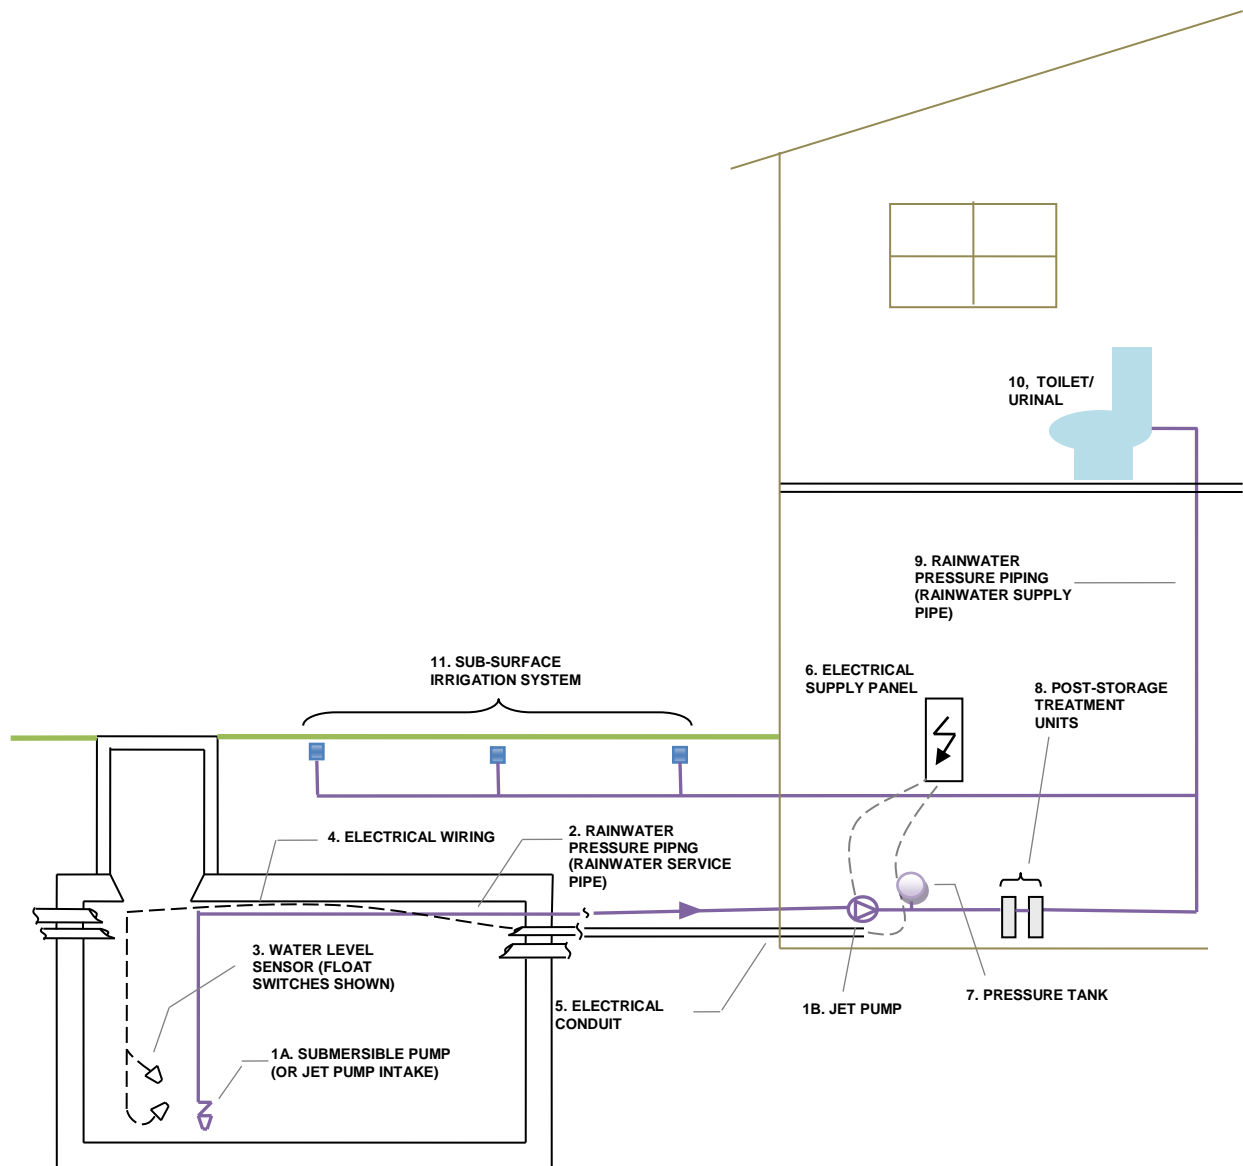 10, TOILET/
URINAL
9. RAINWATER
PRESSURE PIPING
(RAINWATER SUPPLY
PIPE)
11. SUB-SURFACE
IRRIGATION SYSTEM
6. ELECTRICAL
SUPPLY PANEL
8. POST-STORAGE
TREATMENT
UNITS
4. ELECTRICAL WIRING
2. RAINWATER
PRESSURE PIPNG
(RAINWATER SERVICE
PIPE)
3. WATER LEVEL
SENSOR (FLOAT
SWITCHES SHOWN)
5. ELECTRICAL
CONDUIT
1B. JET PUMP
7. PRESSURE TANK
1A. SUBMERSIBLE PUMP
(OR JET PUMP INTAKE)